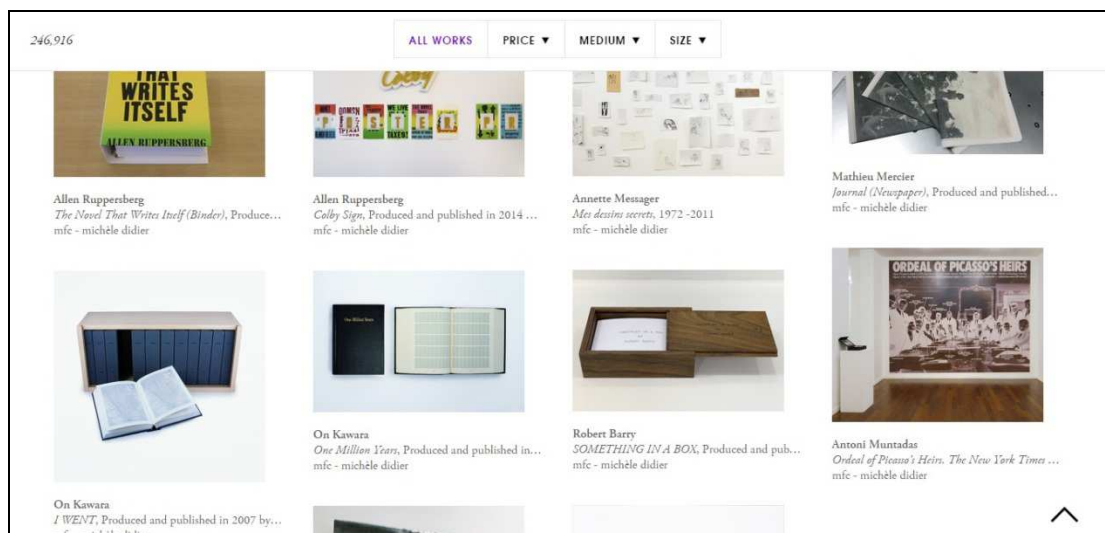 246,916
ALL WORKS
PRICE ▼
MEDIUM ▼
SIZE ▼
THAT
WRITES
ITSELF
ALLEN RUPPERSBERG
Colby
Allen Ruppersberg
The Novel That Writes Itself (Binder), Produce...
mfc - michèle didier
Allen Ruppersberg
Colby Sign, Produced and published in 2014 ...
mfc - michèle didier
Annette Messager
Mes dessins secrets, 1972 -2011
mfc - michèle didier
Mathieu Mercier
Journal (Newspaper), Produced and published...
mfc - michèle didier
One Million Years
ORDEAL OF PICASSO'S HEIRS
On Kawara
I WENT, Produced and published in 2007 by...
On Kawara
One Million Years, Produced and published in...
mfc - michèle didier
Robert Barry
SOMETHING IN A BOX, Produced and pub...
mfc - michèle didier
Antoni Muntadas
Ordeal of Picasso's Heirs. The New York Times ...
mfc - michèle didier